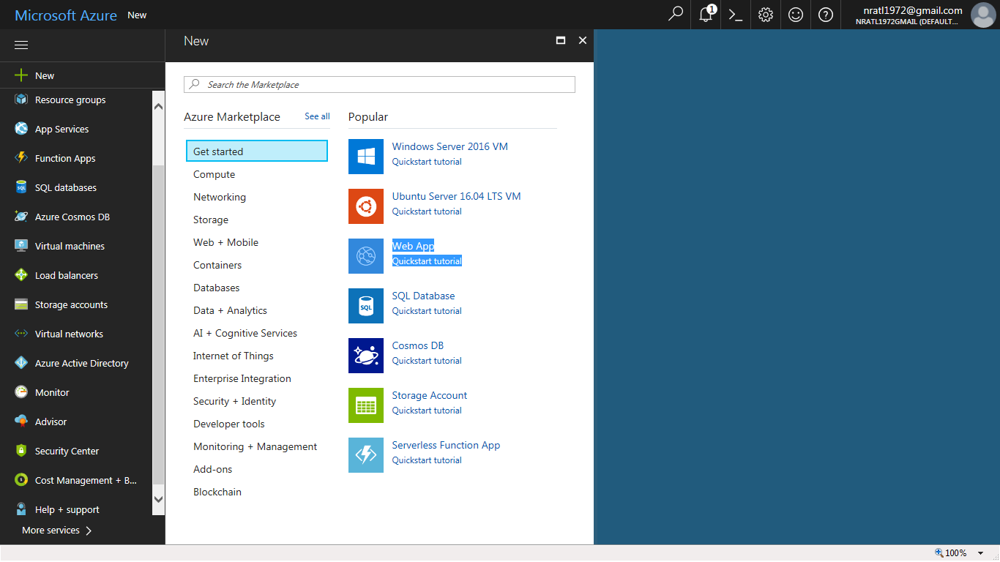 Microsoft Azure New
1
nratl1972@gmail.com
NRATL1972GMAIL (DEFAULT...
New
Resource groups
App Services
Function Apps
SQL databases
Azure Cosmos DB
Virtual machines
Load balancers
Storage accounts
Virtual networks
Azure Active Directory
Monitor
Advisor
Security Center
Cost Management + B...
Help + support
More services
New
Search the Marketplace
Azure Marketplace
See all
Get started
Compute
Networking
Storage
Web + Mobile
Containers
Databases
Data + Analytics
AI + Cognitive Services
Internet of Things
Enterprise Integration
Security + Identity
Developer tools
Monitoring + Management
Add-ons
Blockchain
Popular
Windows Server 2016 VM
Quickstart tutorial
Ubuntu Server 16.04 LTS VM
Quickstart tutorial
Web App
Quickstart tutorial
SQL
SQL Database
Quickstart tutorial
Cosmos DB
Quickstart tutorial
Storage Account
Quickstart tutorial
Serverless Function App
Quickstart tutorial
100%